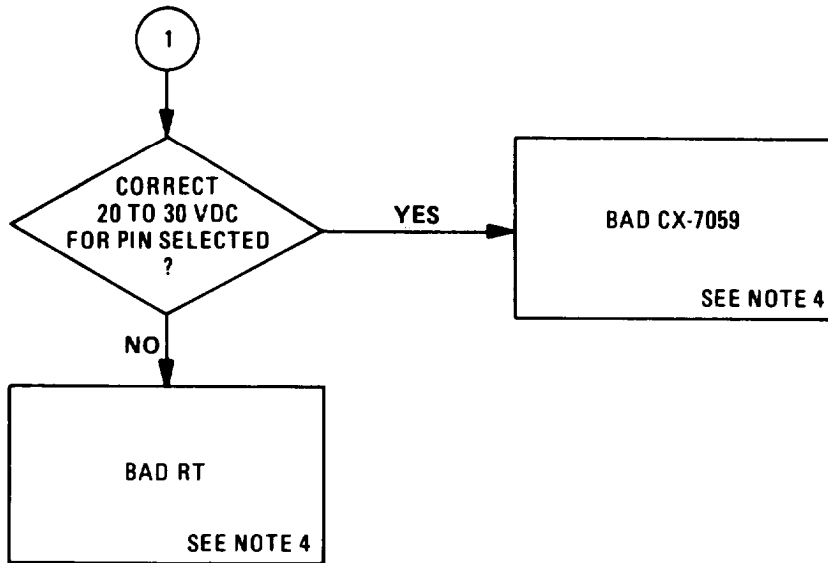 1
CORRECT
20 TO 30 VDC
FOR PIN SELECTED
?
YES
BAD CX-7059
SEE NOTE 4
NO
BAD RT
SEE NOTE 4